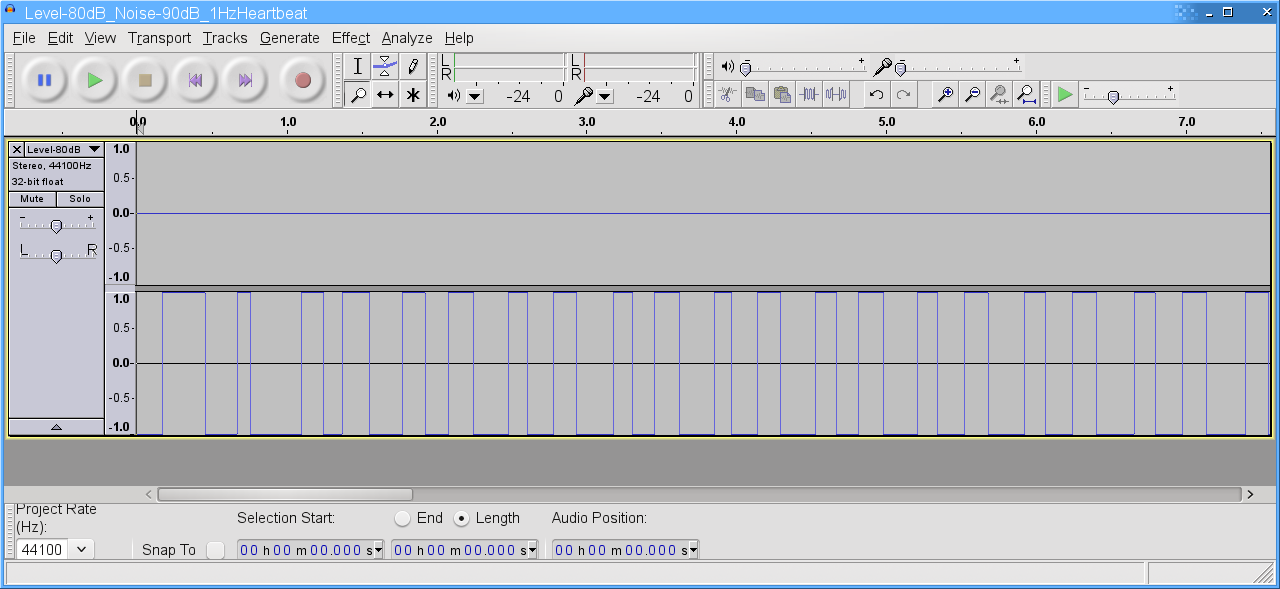 Level-80dB_Noise-90dB_1HzHeartbeat
File Edit View Transport Tracks Generate Effect Analyze Help
L
R
-24 0
L
R
-24 0
- +
- +
- +
0.0 1.0 2.0 3.0 4.0 5.0 6.0 7.0
Level-80dB
Stereo, 44100Hz
32-bit float
Mute Solo
- +
L R
1.0
0.5-
0.0-
-0.5-
-1.0
1.0
0.5-
0.0-
-0.5-
-1.0
Project Rate
(Hz):
44100
Snap To
Selection Start:
End Length
Audio Position:
00 h 00 m 00.000 s
00 h 00 m 00.000 s
00 h 00 m 00.000 s